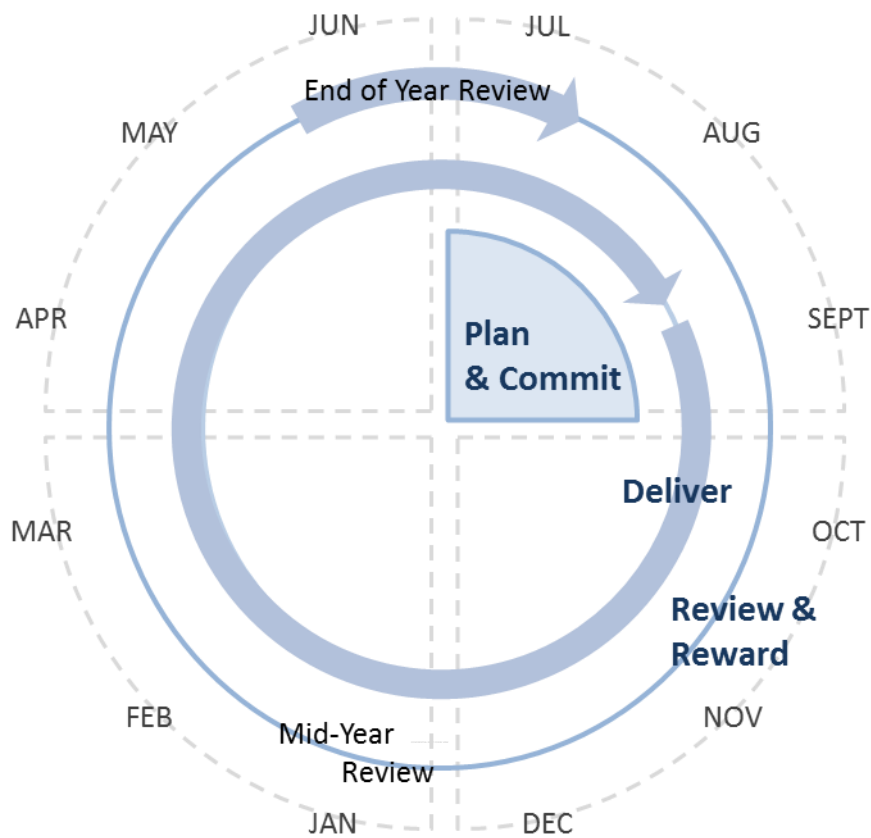 JUN
JUL
End of Year Review
MAY
AUG
APR
SEPT
Plan
& Commit
Deliver
MAR
OCT
Review &
Reward
FEB
NOV
Mid-Year
Review
JAN
DEC